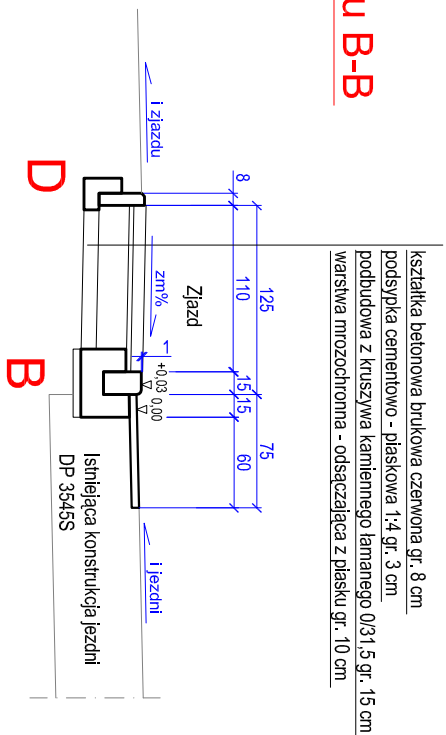 u B-B
kształtka betonowa brukowa czerwona gr. 8 cm
podsypka cementowo - piaskowa 1:4 gr. 3 cm
podbudowa z kruszywa kamiennego łamanego 0/31,5 gr. 15 cm
warstwa mrozochronna - odsączająca z piasku gr. 10 cm
125
75
8
110
15
15
60
Zjazd
i zjazdu
zm%
1
+0,03
0,00
i jezdni
D
B
Istniejąca konstrukcja jezdni
DP 3545S